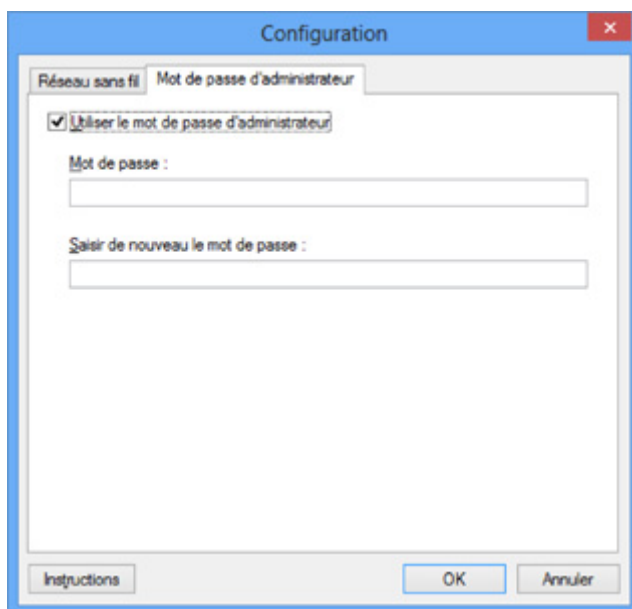 Configuration
Réseau sans fil
Mot de passe d'administrateur
Utiliser le mot de passe d'administrateur
Mot de passe :
Saisir de nouveau le mot de passe :
Instructions
OK
Annuler